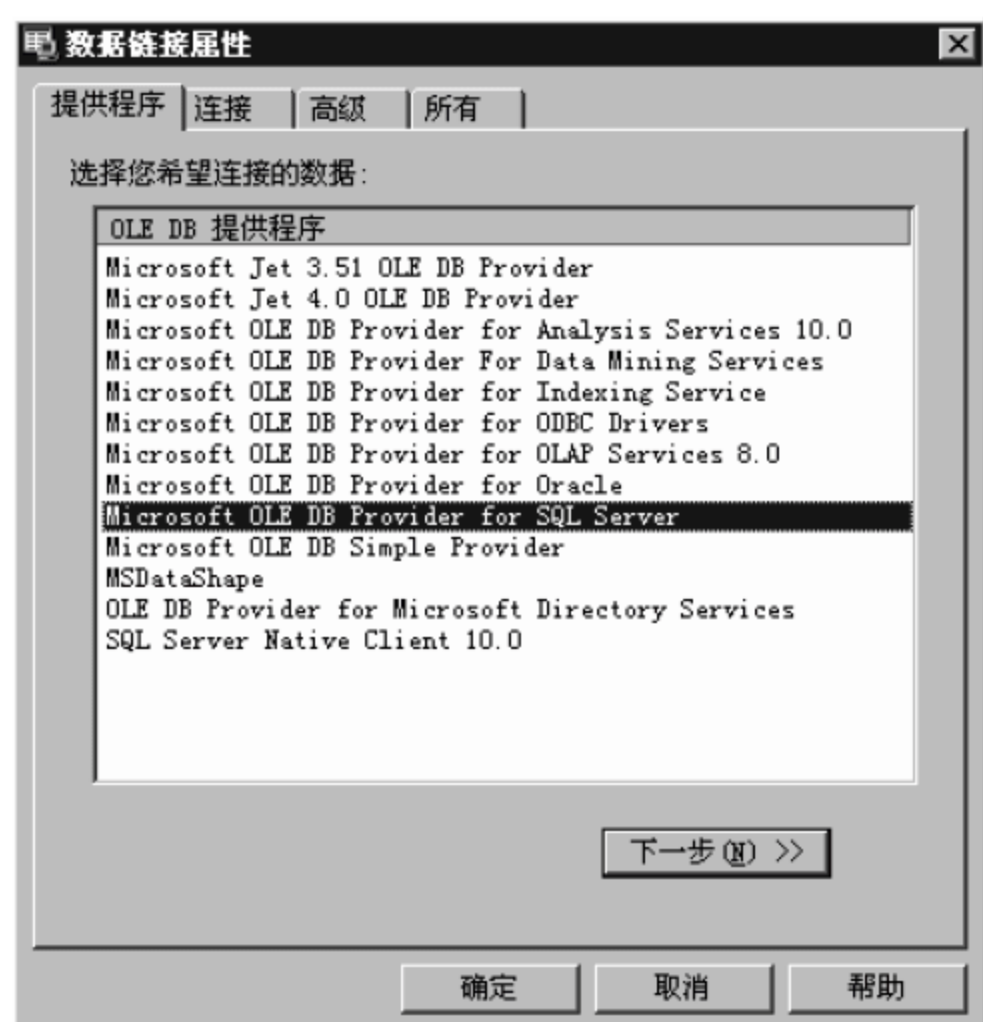 数据链接属性
提供程序 连接 高级 所有
选择您希望连接的数据:
OLE DB 提供程序
Microsoft Jet 3.51 OLE DB Provider
Microsoft Jet 4.0 OLE DB Provider
Microsoft OLE DB Provider for Analysis Services 10.0
Microsoft OLE DB Provider For Data Mining Services
Microsoft OLE DB Provider for Indexing Service
Microsoft OLE DB Provider for ODBC Drivers
Microsoft OLE DB Provider for OLAP Services 8.0
Microsoft OLE DB Provider for Oracle
Microsoft OLE DB Provider for SQL Server
Microsoft OLE DB Simple Provider
MSDataShape
OLE DB Provider for Microsoft Directory Services
SQL Server Native Client 10.0
下一步(N) >>
确定 取消 帮助